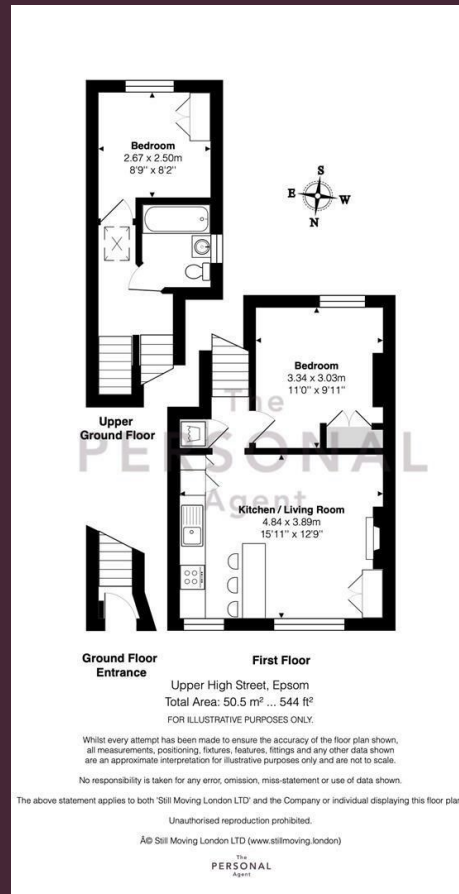 Bedroom
2.67 x 2.50m
8'9" x 8'2"
S
E
W
N
Bedroom
3.34 x 3.03m
11'0" x 9'11"
Upper
Ground Floor
The
PERSONAL
Agent
Kitchen / Living Room
4.84 x 3.89m
15'11" x 12'9"
Ground Floor
Entrance
First Floor
Upper High Street, Epsom
Total Area: 50.5 m² ... 544 ft²
FOR ILLUSTRATIVE PURPOSES ONLY.
Whilst every attempt has been made to ensure the accuracy of the floor plan shown,
all measurements, positioning, fixtures, features, fittings and any other data shown
are an approximate interpretation for illustrative purposes only and are not to scale.
No responsibility is taken for any error, omission, miss-statement or use of data shown.
The above statement applies to both 'Still Moving London LTD' and the Company or individual displaying this floor plan
Unauthorised reproduction prohibited.
Â© Still Moving London LTD (www.stillmoving.london)
The
PERSONAL
Agent